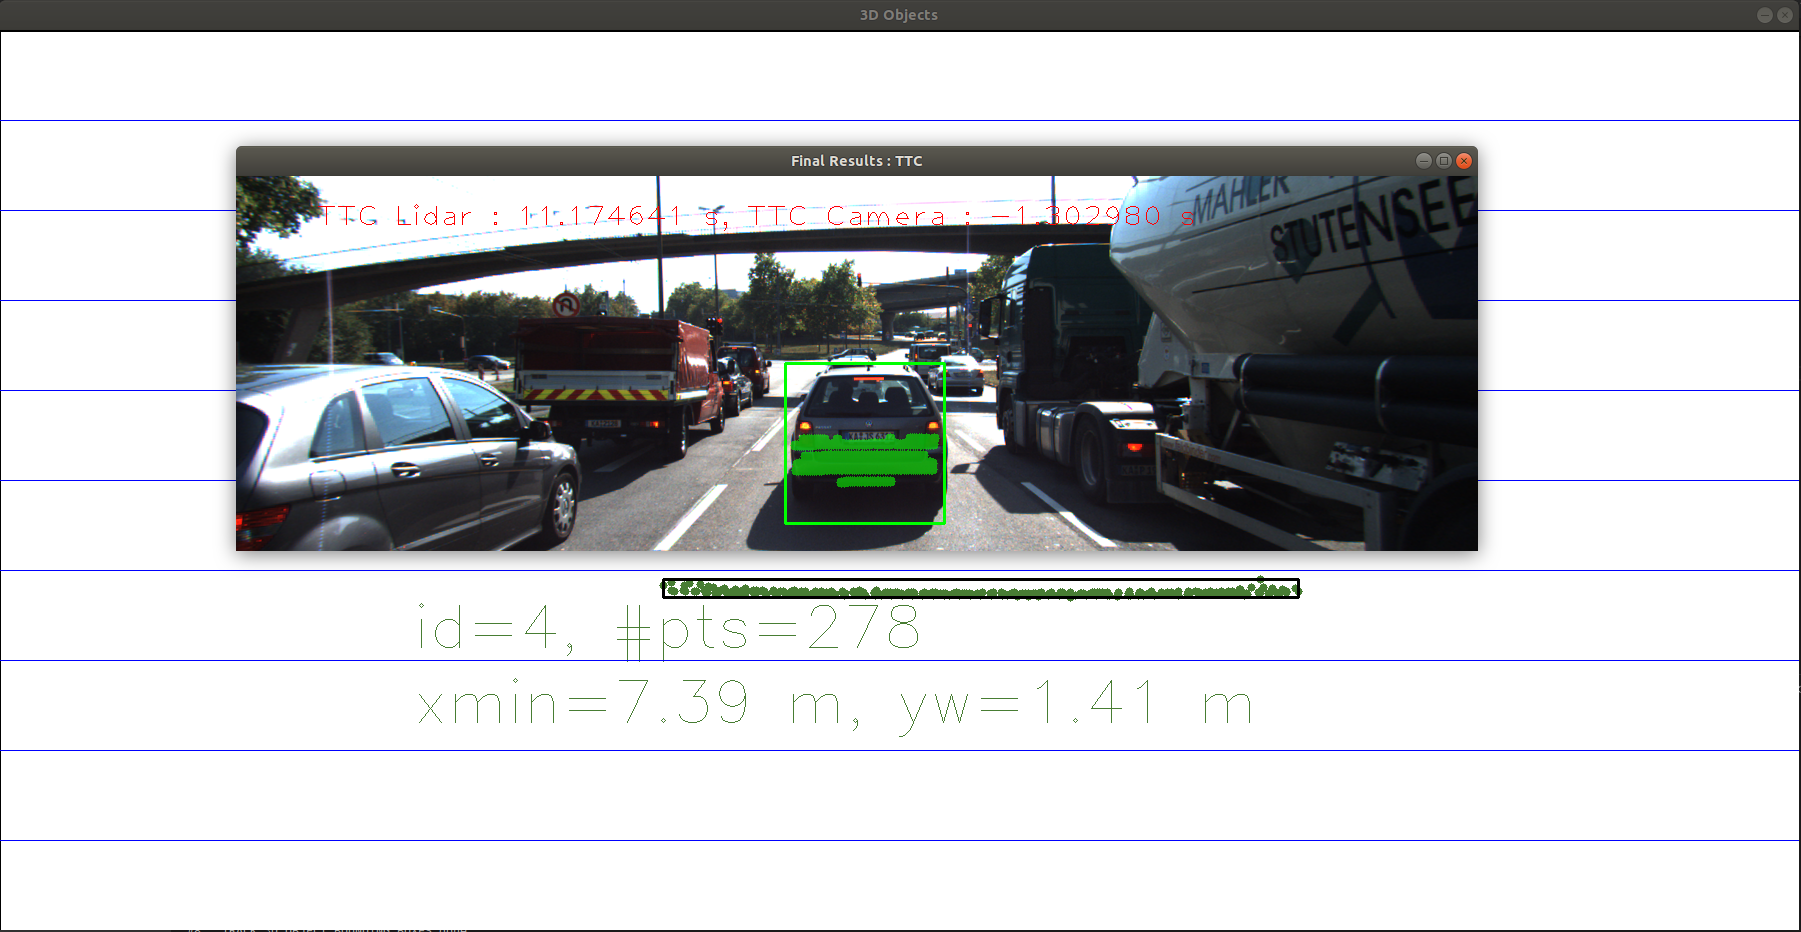 3D Objects
Final Results : TTC
TTC Lidar : 11.174641 s, TTC Camera : -1.302980 s
MAHLER
STUTENSEE
id=4, #pts=278
xmin=7.39 m, yw=1.41 m